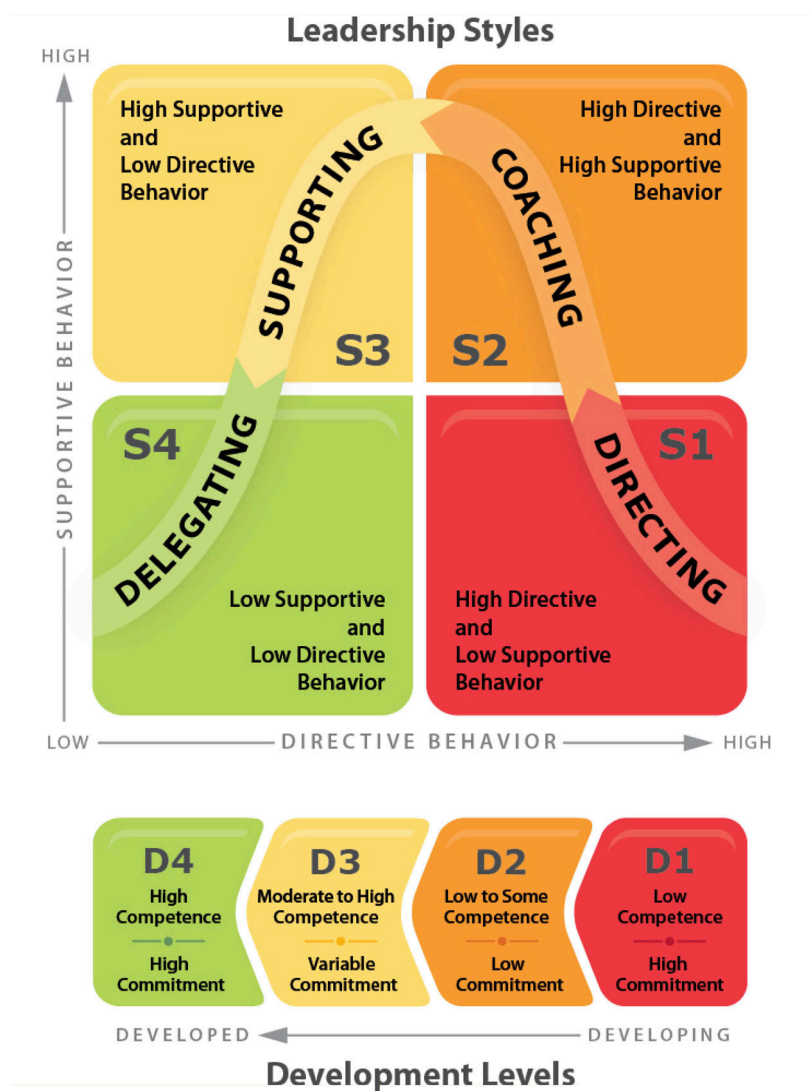 Leadership Styles
HIGH
SUPPORTIVE BEHAVIOR
High Supportive
and
Low Directive
Behavior
SUPPORTING
S3
High Directive
and
High Supportive
Behavior
COACHING
S2
S4
DELEGATING
Low Supportive
and
Low Directive
Behavior
S1
DIRECTING
High Directive
and
Low Supportive
Behavior
LOW
DIRECTIVE BEHAVIOR
HIGH
D4
High
Competence
High
Commitment
D3
Moderate to High
Competence
Variable
Commitment
D2
Low to Some
Competence
Low
Commitment
D1
Low
Competence
High
Commitment
DEVELOPED
DEVELOPING
Development Levels